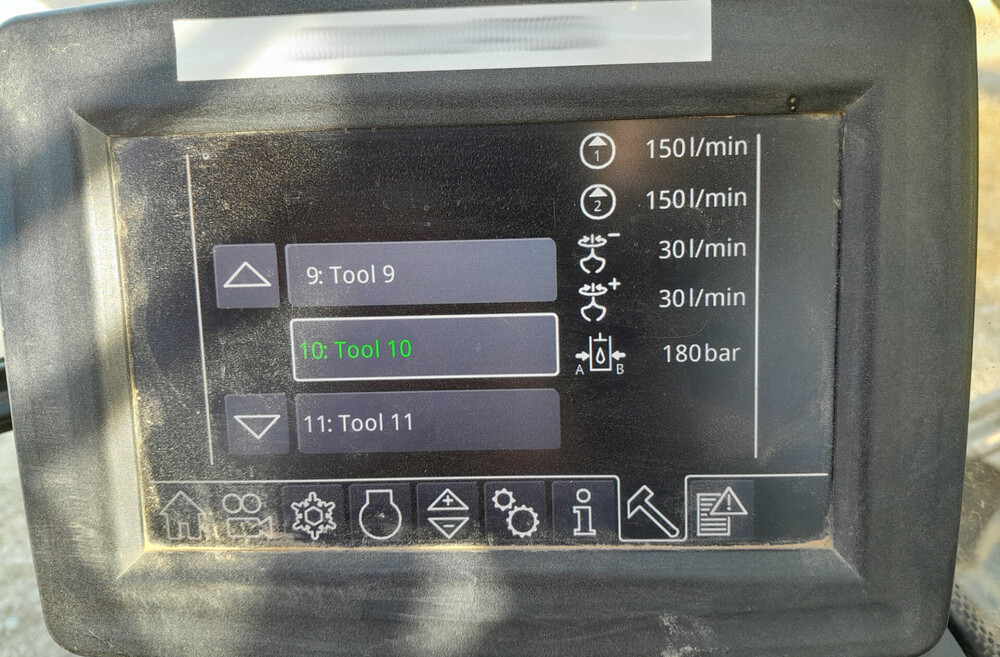 1 150 l/min
2 150 l/min
9: Tool 9
30 l/min
30 l/min
10: Tool 10
A B 180 bar
11: Tool 11